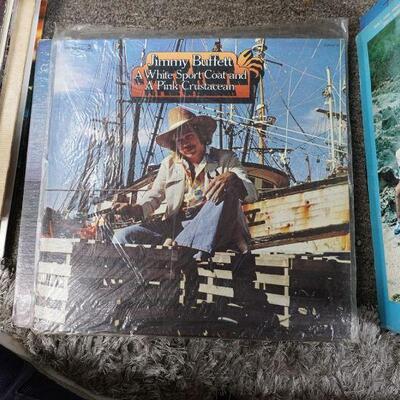 Jimmy Buffett
A White Sport Coat and
A Pink Crustacean